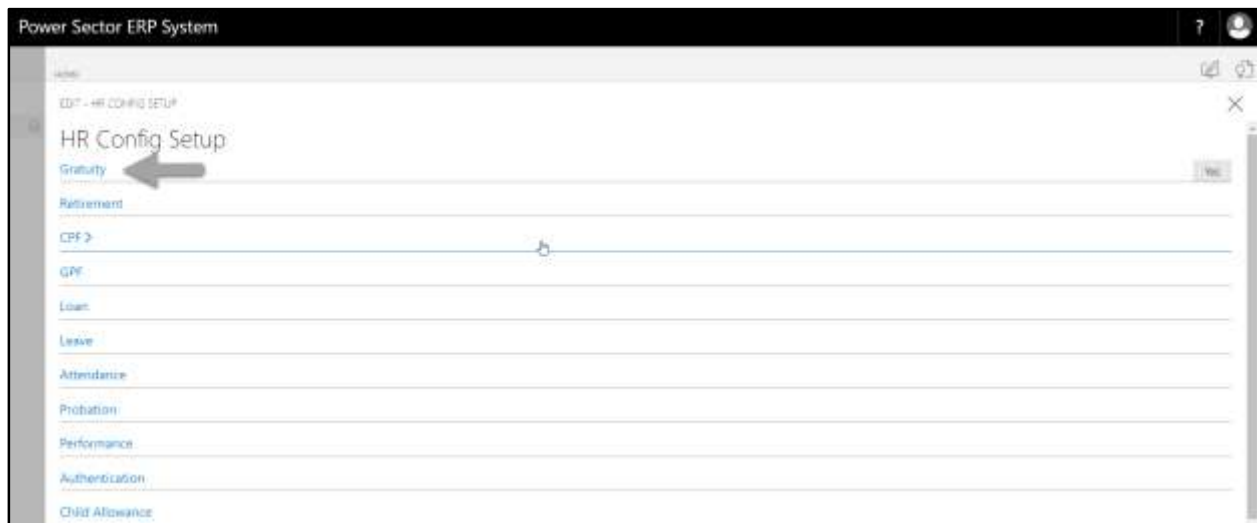 Power Sector ERP System ?
HOME
EDIT - HR CONFIG SETUP
HR Config Setup
Gratuity Yes
Retirement
CPF >
GPF
Loan
Leave
Attendance
Probation
Performance
Authentication
Child Allowance